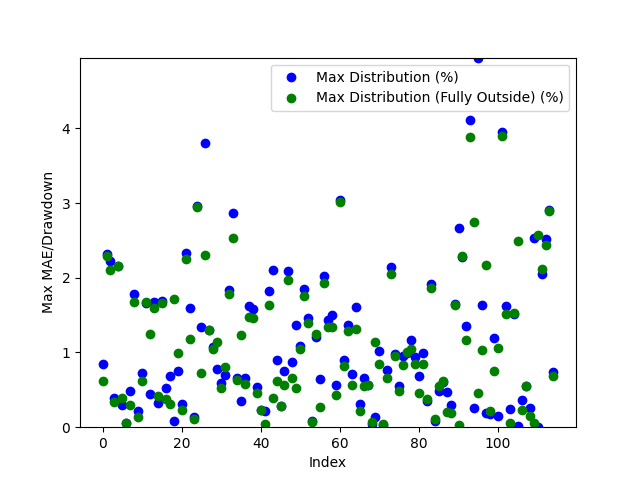 Max Distribution (%)
Max Distribution (Fully Outside) (%)
Max MAE/Drawdown
4
3
2
1
0
0 20 40 60 80 100
Index